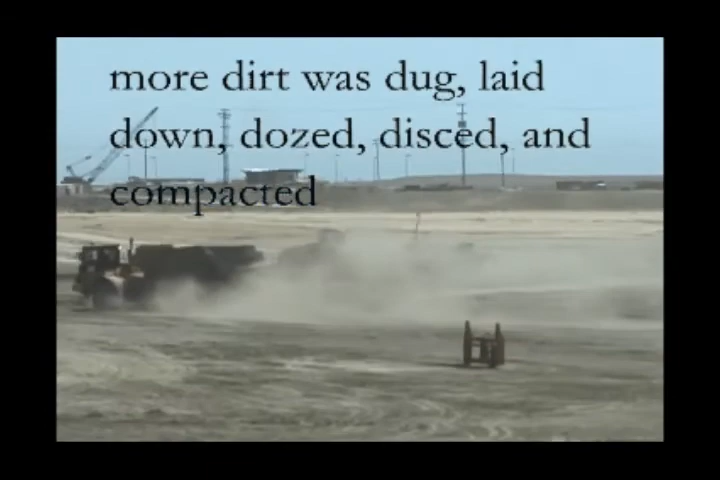 more dirt was dug, laid
down, dozed, disced, and
compacted